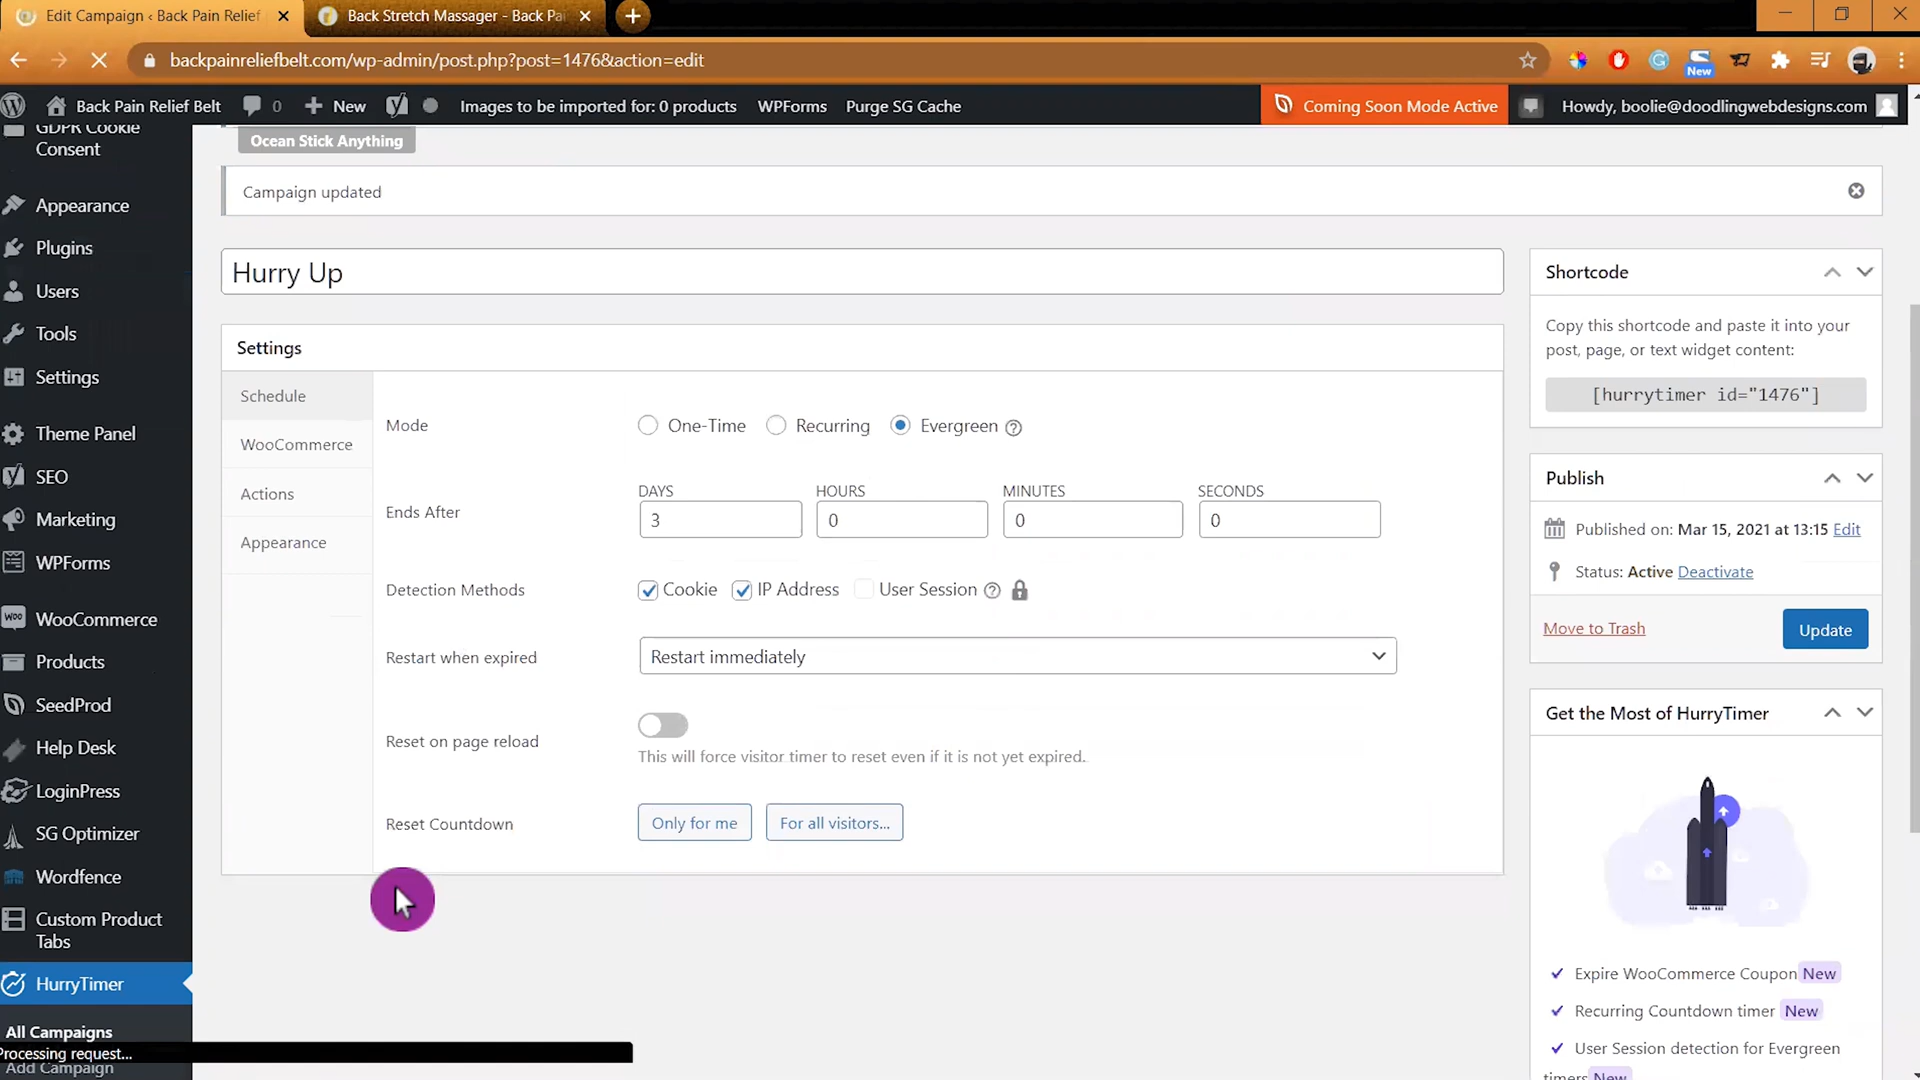 Edit Campaign ‹ Back Pain Relief
Back Stretch Massager - Back Pa
backpainreliefbelt.com/wp-admin/post.php?post=1476&action=edit
New
Back Pain Relief Belt
0
New
Images to be imported for: 0 products
WPForms
Purge SG Cache
Coming Soon Mode Active
Howdy, boolie@doodlingwebdesigns.com
GDPR Cookie
Consent
Appearance
Plugins
Users
Tools
Settings
Theme Panel
SEO
Marketing
WPForms
WooCommerce
Products
SeedProd
Help Desk
LoginPress
SG Optimizer
Wordfence
Custom Product
Tabs
HurryTimer
All Campaigns
Processing request...
Add Campaign
Ocean Stick Anything
Campaign updated
Hurry Up
Settings
Schedule
WooCommerce
Actions
Appearance
Mode
One-Time
Recurring
Evergreen
Ends After
DAYS
HOURS
MINUTES
SECONDS
3
0
0
0
Detection Methods
Cookie
IP Address
User Session
Restart when expired
Restart immediately
Reset on page reload
This will force visitor timer to reset even if it is not yet expired.
Reset Countdown
Only for me
For all visitors...
Shortcode
Copy this shortcode and paste it into your
post, page, or text widget content:
[hurrytimer id="1476"]
Publish
Published on: Mar 15, 2021 at 13:15 Edit
Status: Active Deactivate
Move to Trash
Update
Get the Most of HurryTimer
Expire WooCommerce Coupon New
Recurring Countdown timer New
User Session detection for Evergreen
timers New